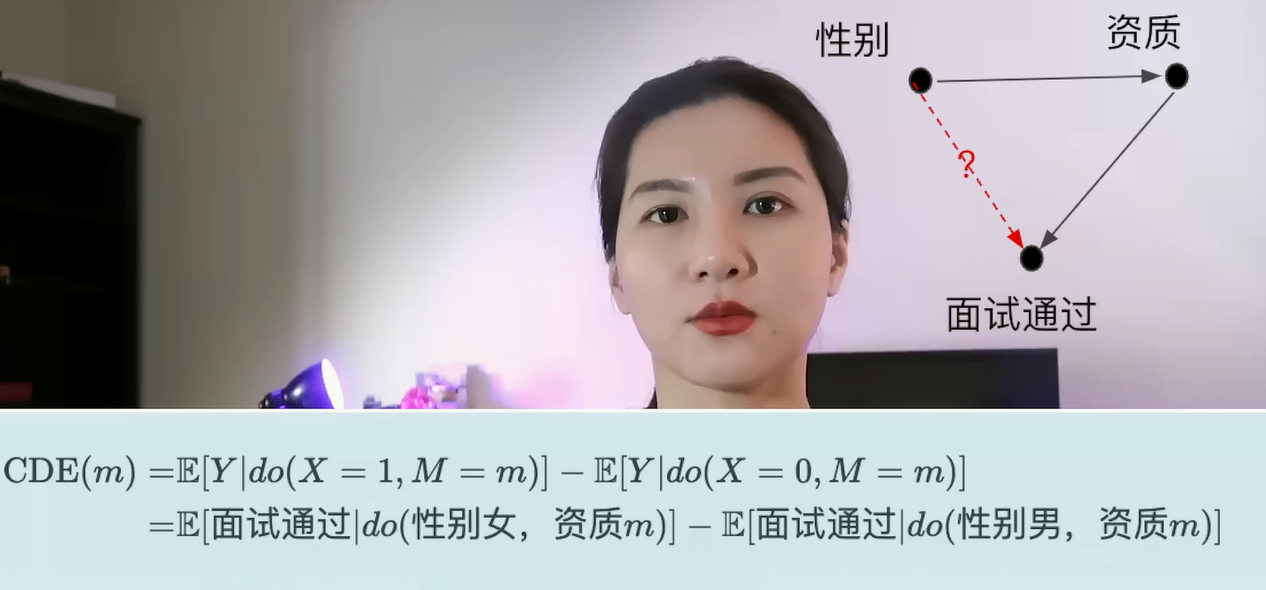 性别
资质
?
面试通过
CDE(m) =𝔼[Y|do(X = 1, M = m)] − 𝔼[Y|do(X = 0, M = m)]
=𝔼[面试通过|do(性别女，资质m)] − 𝔼[面试通过|do(性别男，资质m)]